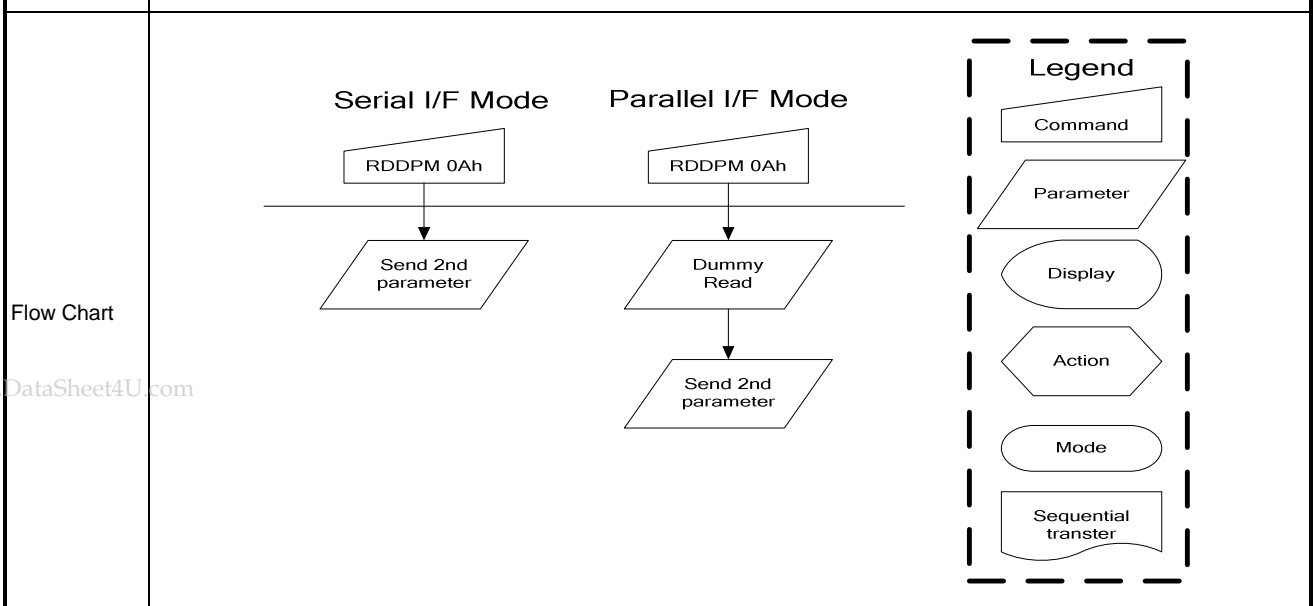 Flow Chart
Serial I/F Mode
RDDPM 0Ah
Send 2nd
parameter
Parallel I/F Mode
RDDPM 0Ah
Dummy
Read
Send 2nd
parameter
Legend
Command
Parameter
Display
Action
Mode
Sequential
transter
.DataSheet4U.com